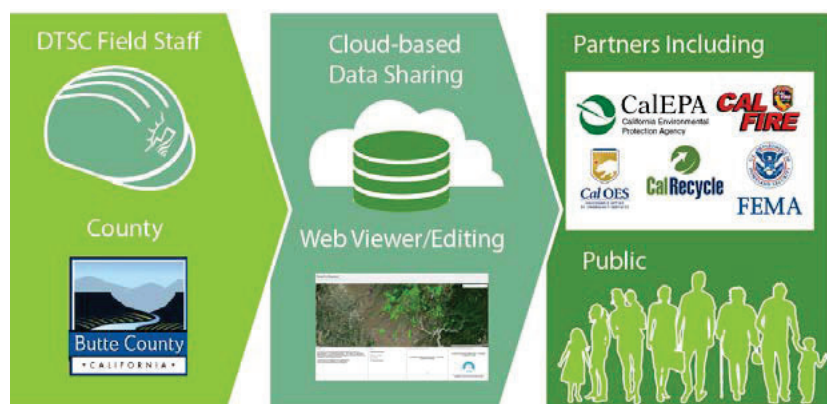 DTSC Field Staff
County
Butte County
• CALIFORNIA •
Cloud-based
Data Sharing
Web Viewer/Editing
Partners Including
CalEPA
California Environmental
Protection Agency
CAL
FIRE
Cal OES
CalRecycle
FEMA
Public